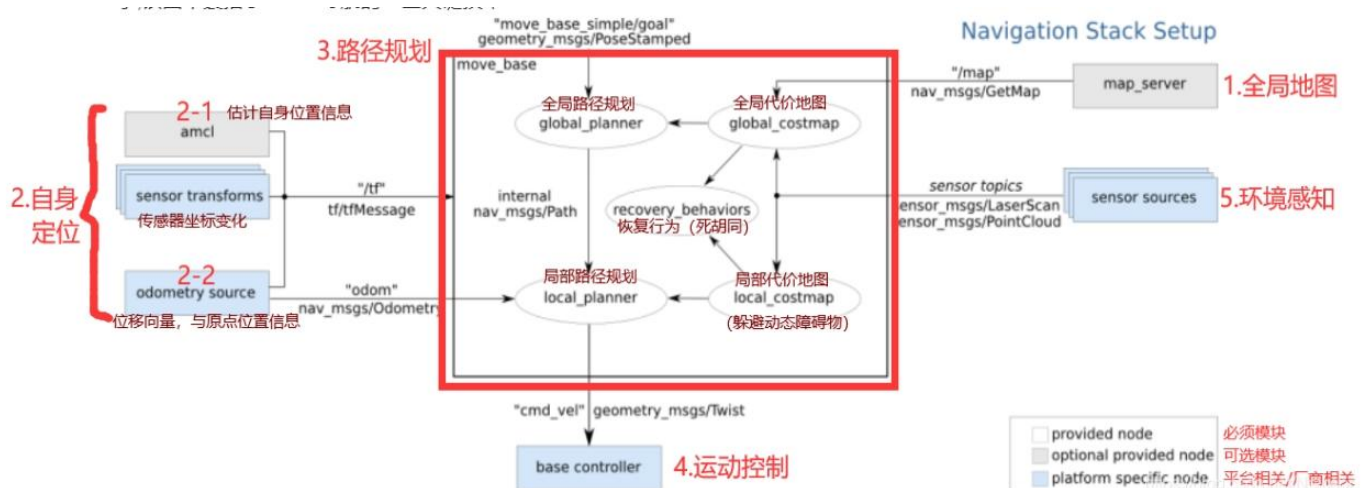 "move_base_simple/goal"
geometry_msgs/PoseStamped
Navigation Stack Setup
3.路径规划
move_base
"/map"
nav_msgs/GetMap
map_server
1.全局地图
2-1 估计自身位置信息
amcl
全局路径规划
global_planner
全局代价地图
global_costmap
2.自身
定位
sensor transforms
传感器坐标变化
"/tf"
tf/tfMessage
internal
nav_msgs/Path
recovery_behaviors
恢复行为（死胡同）
sensor topics
ensor_msgs/LaserScan
ensor_msgs/PointCloud
sensor sources
5.环境感知
2-2
odometry source
位移向量，与原点位置信息
"odom"
nav_msgs/Odometry
局部路径规划
local_planner
局部代价地图
local_costmap
(躲避动态障碍物)
"cmd_vel" geometry_msgs/Twist
base controller
4.运动控制
provided node 必须模块
optional provided node 可选模块
platform specific node 平台相关/厂商相关